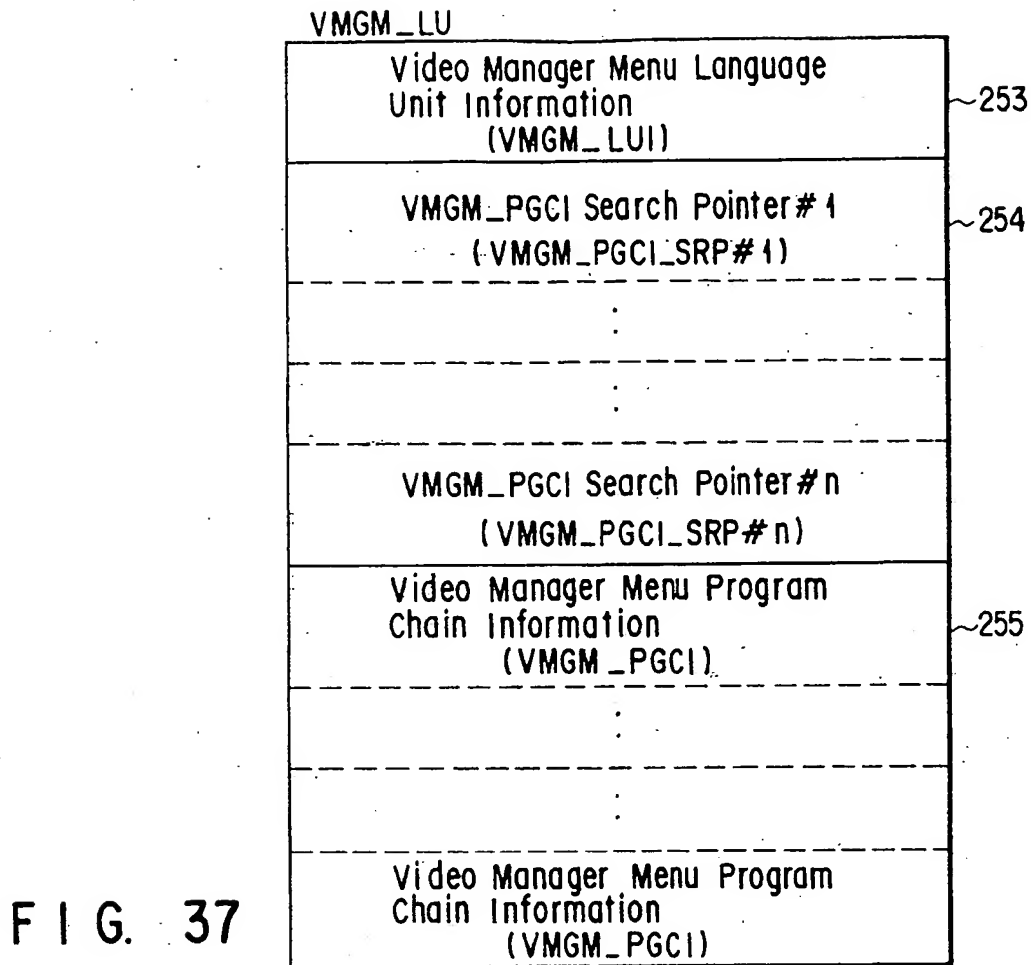 VMGM_LU
Video Manager Menu Language
Unit Information
(VMGM_LUI)
253
VMGM_PGCI Search Pointer#1
(VMGM_PGCI_SRP#1)
254
VMGM_PGCI Search Pointer#n
(VMGM_PGCI_SRP#n)
Video Manager Menu Program
Chain Information
(VMGM_PGCI)
255
Video Manager Menu Program
Chain Information
(VMGM_PGCI)
FIG. 37